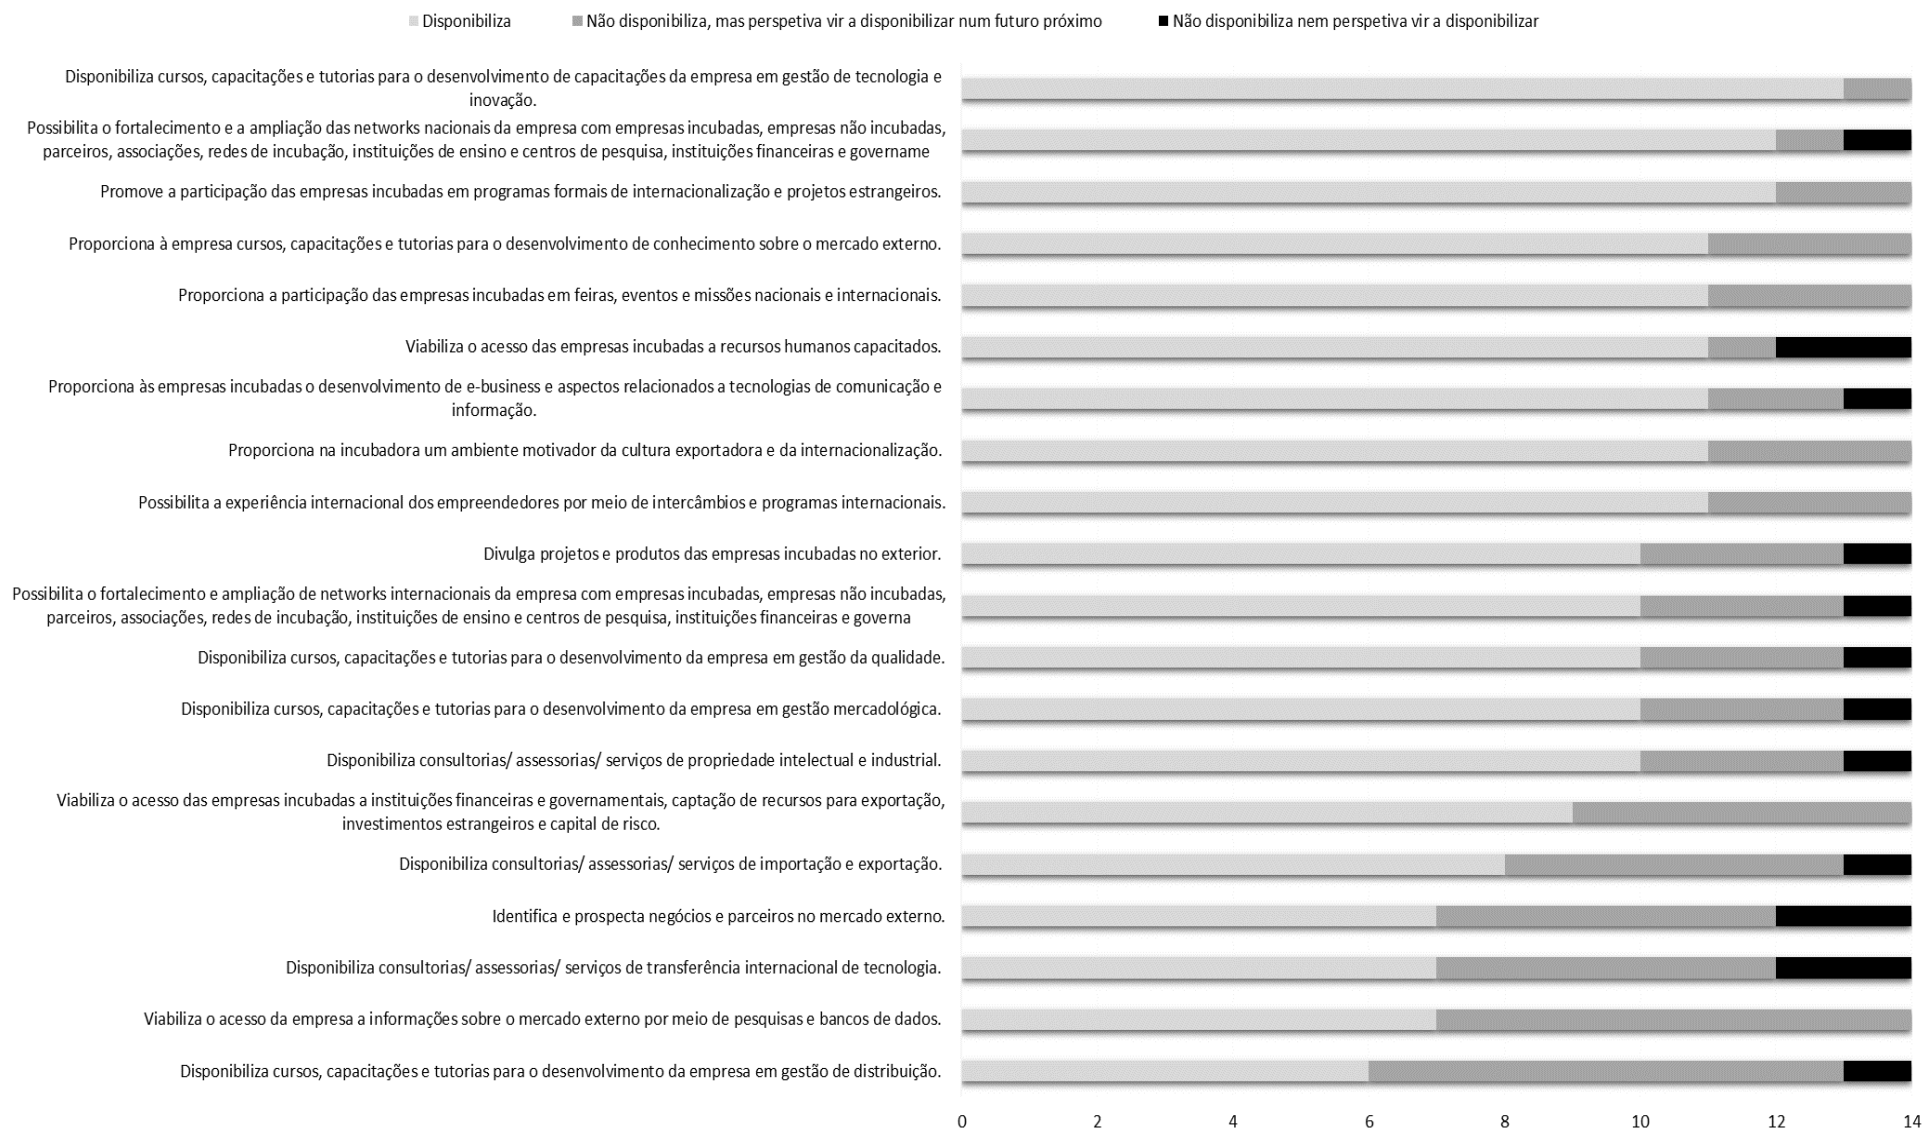 Disponibiliza
Não disponibiliza, mas perspetiva vir a disponibilizar num futuro próximo
Não disponibiliza nem perspetiva vir a disponibilizar
Disponibiliza cursos, capacitações e tutorias para o desenvolvimento de capacitações da empresa em gestão de tecnologia e
inovação.
Possibilita o fortalecimento e a ampliação das networks nacionais da empresa com empresas incubadas, empresas não incubadas,
parceiros, associações, redes de incubação, instituições de ensino e centros de pesquisa, instituições financeiras e govername
Promove a participação das empresas incubadas em programas formais de internacionalização e projetos estrangeiros.
Proporciona à empresa cursos, capacitações e tutorias para o desenvolvimento de conhecimento sobre o mercado externo.
Proporciona a participação das empresas incubadas em feiras, eventos e missões nacionais e internacionais.
Viabiliza o acesso das empresas incubadas a recursos humanos capacitados.
Proporciona às empresas incubadas o desenvolvimento de e-business e aspectos relacionados a tecnologias de comunicação e
informação.
Proporciona na incubadora um ambiente motivador da cultura exportadora e da internacionalização.
Possibilita a experiência internacional dos empreendedores por meio de intercâmbios e programas internacionais.
Divulga projetos e produtos das empresas incubadas no exterior.
Possibilita o fortalecimento e ampliação de networks internacionais da empresa com empresas incubadas, empresas não incubadas,
parceiros, associações, redes de incubação, instituições de ensino e centros de pesquisa, instituições financeiras e governa
Disponibiliza cursos, capacitações e tutorias para o desenvolvimento da empresa em gestão da qualidade.
Disponibiliza cursos, capacitações e tutorias para o desenvolvimento da empresa em gestão mercadológica.
Disponibiliza consultorias/ assessorias/ serviços de propriedade intelectual e industrial.
Viabiliza o acesso das empresas incubadas a instituições financeiras e governamentais, captação de recursos para exportação,
investimentos estrangeiros e capital de risco.
Disponibiliza consultorias/ assessorias/ serviços de importação e exportação.
Identifica e prospecta negócios e parceiros no mercado externo.
Disponibiliza consultorias/ assessorias/ serviços de transferência internacional de tecnologia.
Viabiliza o acesso da empresa a informações sobre o mercado externo por meio de pesquisas e bancos de dados.
Disponibiliza cursos, capacitações e tutorias para o desenvolvimento da empresa em gestão de distribuição.
0 2 4 6 8 10 12 14